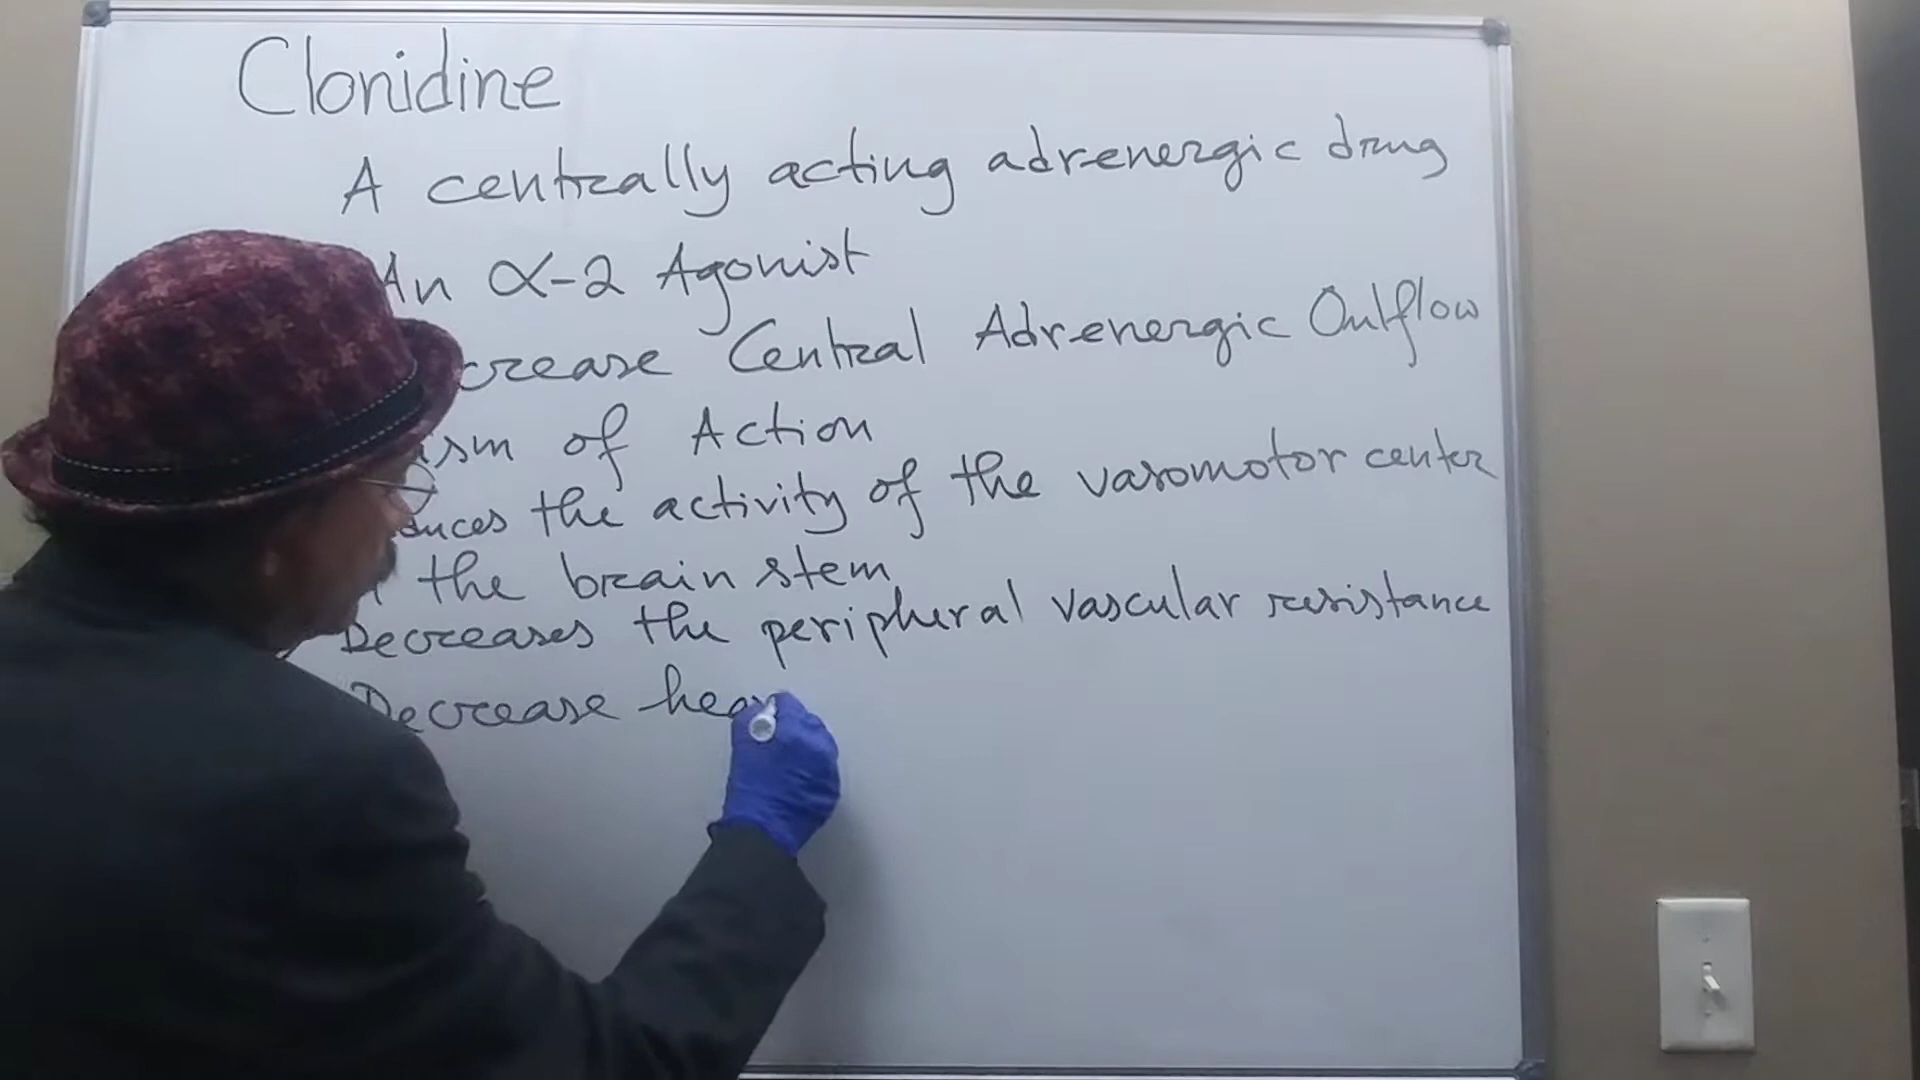 Clonidine
A centrally acting adrenergic drug
An α-2 Agonist
crease Central Adrenergic Outflow
ism of Action
duces the activity of the vasomotor center
the brain stem
Decreases the peripheral vascular resistance
Decrease hea